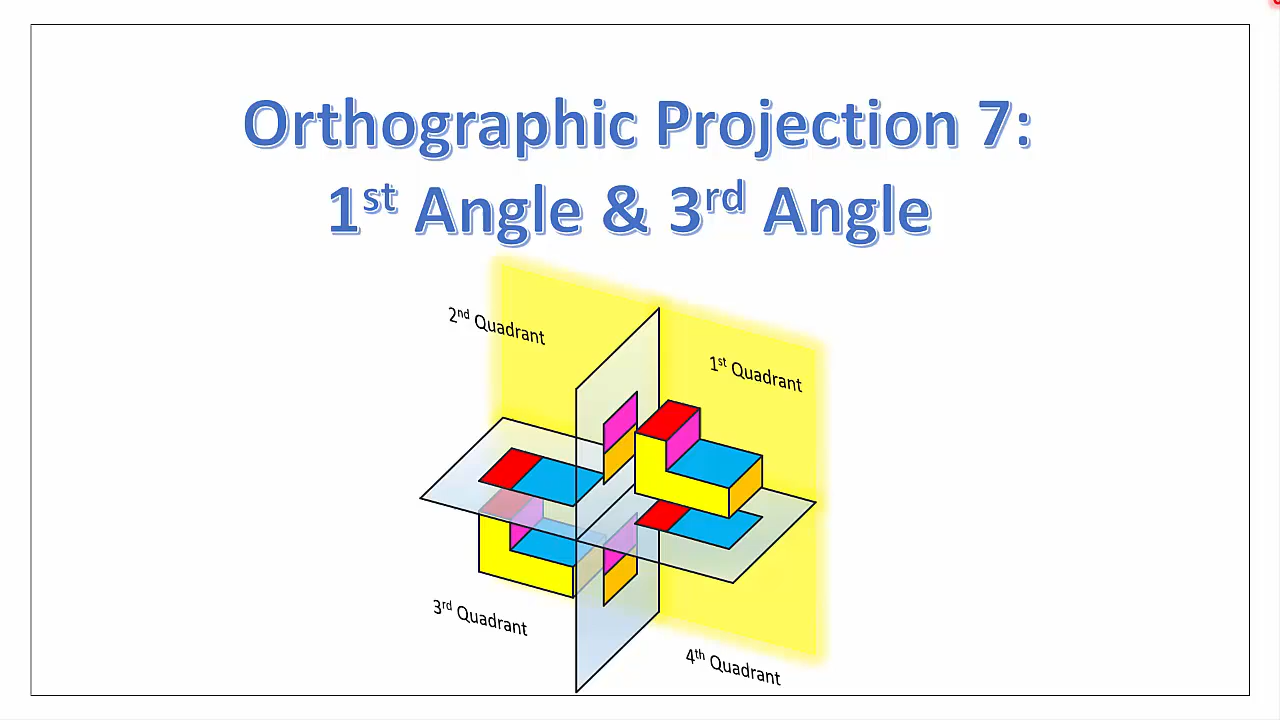 Orthographic Projection 7:
1st Angle & 3rd Angle
2nd Quadrant
1st Quadrant
3rd Quadrant
4th Quadrant